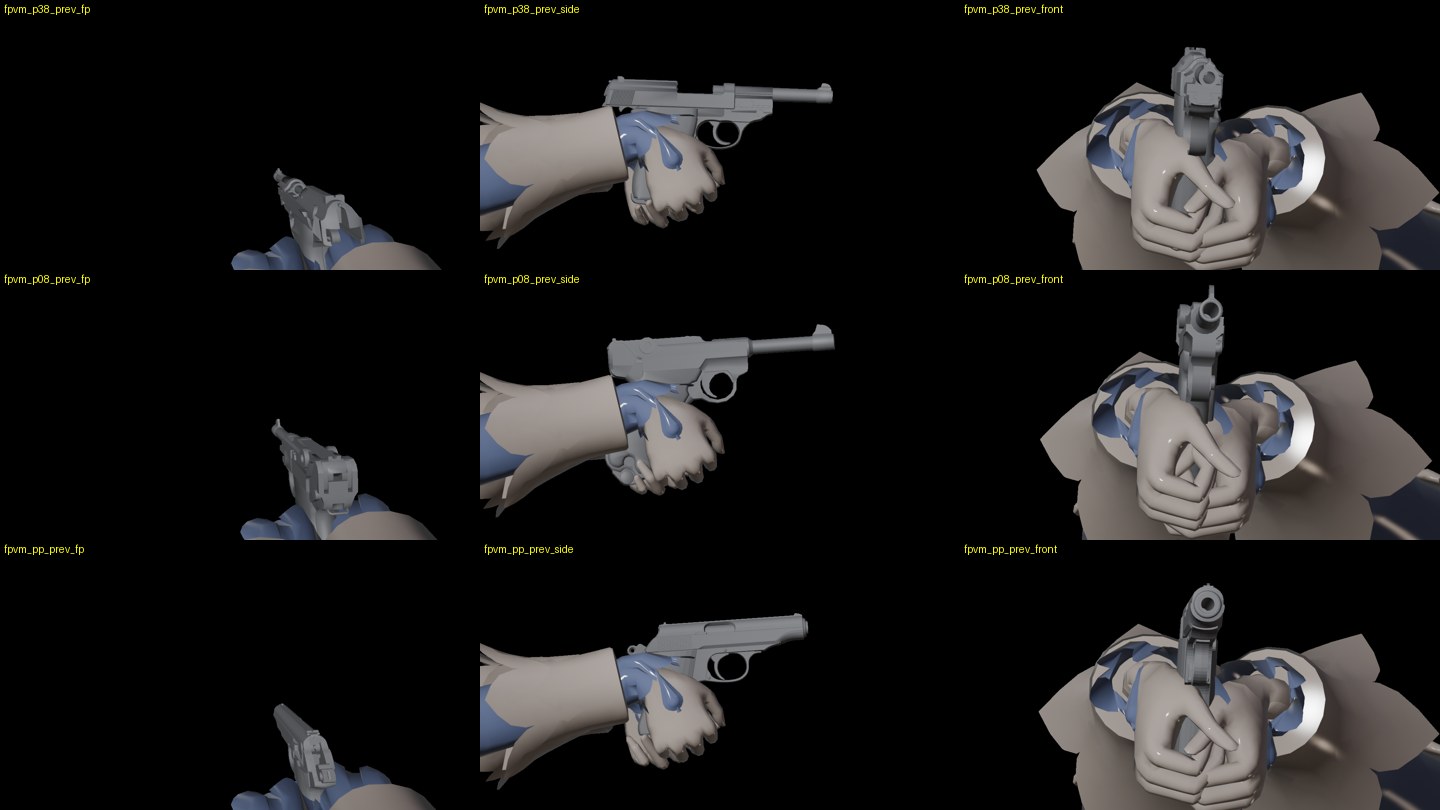 fpvm_p38_prev_fp
fpvm_p38_prev_side
fpvm_p38_prev_front
fpvm_p08_prev_fp
fpvm_p08_prev_side
fpvm_p08_prev_front
fpvm_pp_prev_fp
fpvm_pp_prev_side
fpvm_pp_prev_front